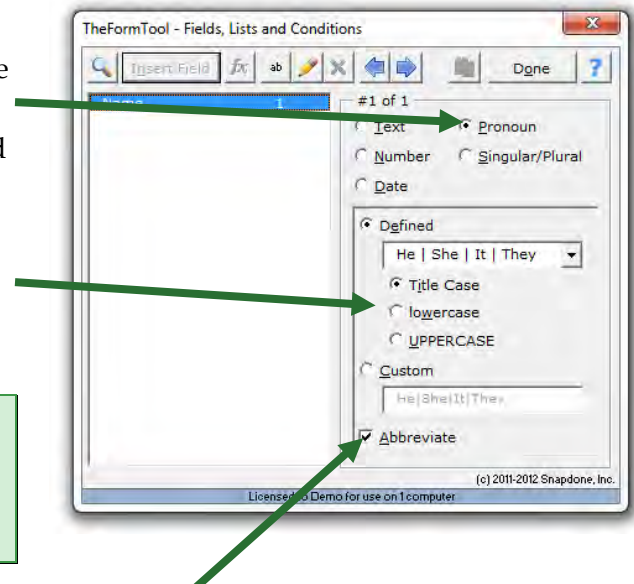 TheFormTool - Fields, Lists and Conditions
e
Insert Field fx ab Done ?
Name 1
#1 of 1
Text Pronoun
d
Number Singular/Plural
Date
Defined
He | She | It | They
Title Case
lowercase
UPPERCASE
Custom
He|She|It|They
Abbreviate
(c) 2011-2012 Snapdone, Inc.
Licensed to Demo for use on 1 computer